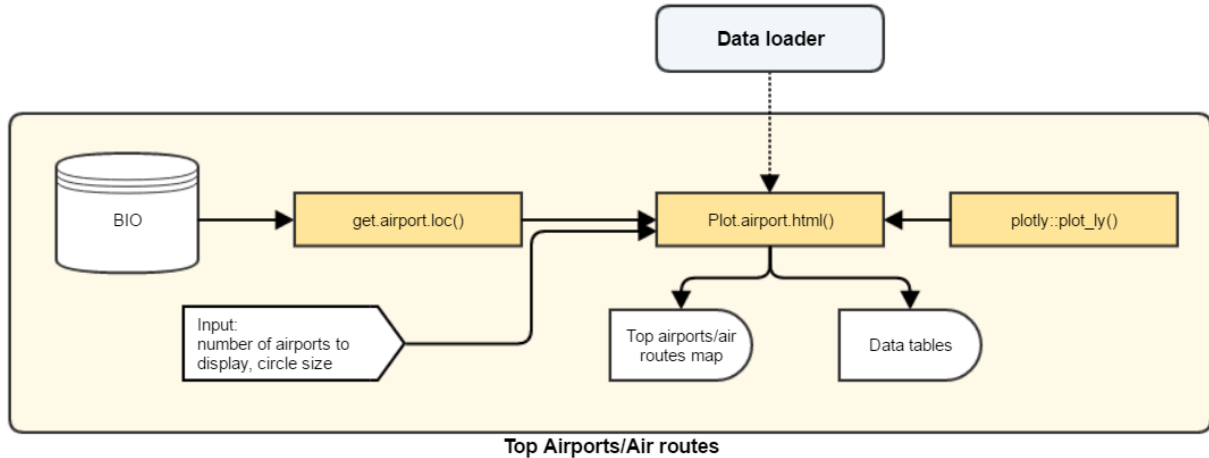 Data loader
BIO
get.airport.loc()
Plot.airport.html()
plotly::plot_ly()
Input:
number of airports to
display, circle size
Top airports/air
routes map
Data tables
Top Airports/Air routes